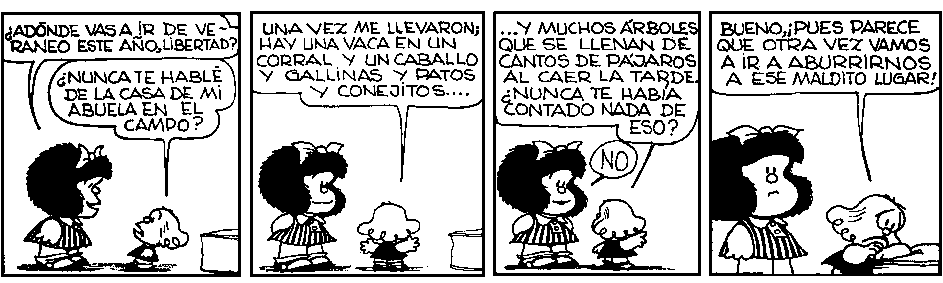 ¿ADÓNDE VAS A IR DE VE-
RANEO ESTE AÑO, LIBERTAD?
¿NUNCA TE HABLÉ
DE LA CASA DE MI
ABUELA EN EL
CAMPO?
UNA VEZ ME LLEVARON;
HAY UNA VACA EN UN
CORRAL Y UN CABALLO
Y GALLINAS Y PATOS
Y CONEJITOS....
...Y MUCHOS ÁRBOLES
QUE SE LLENAN DE
CANTOS DE PÁJAROS
AL CAER LA TARDE.
¿NUNCA TE HABÍA
CONTADO NADA DE
ESO?
NO
BUENO,¡PUES PARECE
QUE OTRA VEZ VAMOS
A IR A ABURRIRNOS
A ESE MALDITO LUGAR!